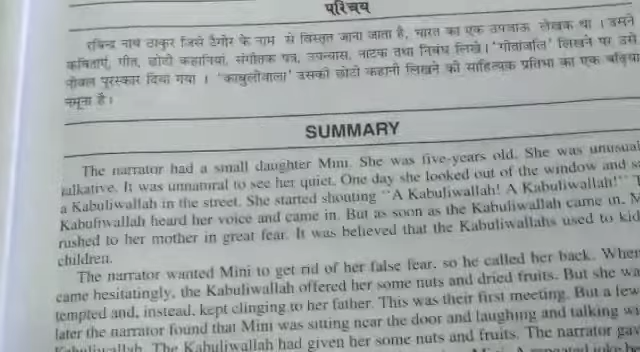 परिचय
रविन्द्र नाथ ठाकुर जिसे टैगोर के नाम से विस्तृत जाना जाता है, भारत का एक उपजाऊ लेखक था । उसने
कविताएं, गीत, छोटी कहानियां, संगीतक पत्र, उपन्यास, नाटक तथा निबंध लिखे । 'गीतांजलि' लिखने पर उसे
नोबल पुरस्कार दिया गया । 'काबुलीवाला' उसकी छोटी कहानी लिखने की साहित्यक प्रतिभा का एक बढ़िया
नमूना है ।
SUMMARY
The narrator had a small daughter Mini. She was five-years old. She was
talkative. It was unnatural to see her quiet. One day she looked out of the window and
a Kabuliwallah in the street. She started shouting "A Kabuliwallah! A Kabuliwallah!"
Kabuliwallah heard her voice and came in. But as soon as the Kabuliwallah came in,
rushed to her mother in great fear. It was believed that the Kabuliwallahs used to
children.
The narrator wanted Mini to get rid of her false fear, so he called her back.
came hesitatingly, the Kabuliwallah offered her some nuts and dried fruits. But she
tempted and, instead, kept clinging to her father. This was their first meeting. But a few
later the narrator found that Mini was sitting near the door and laughing and talking
Kabuliwallah. The Kabuliwallah had given her some nuts and fruits. The narrator